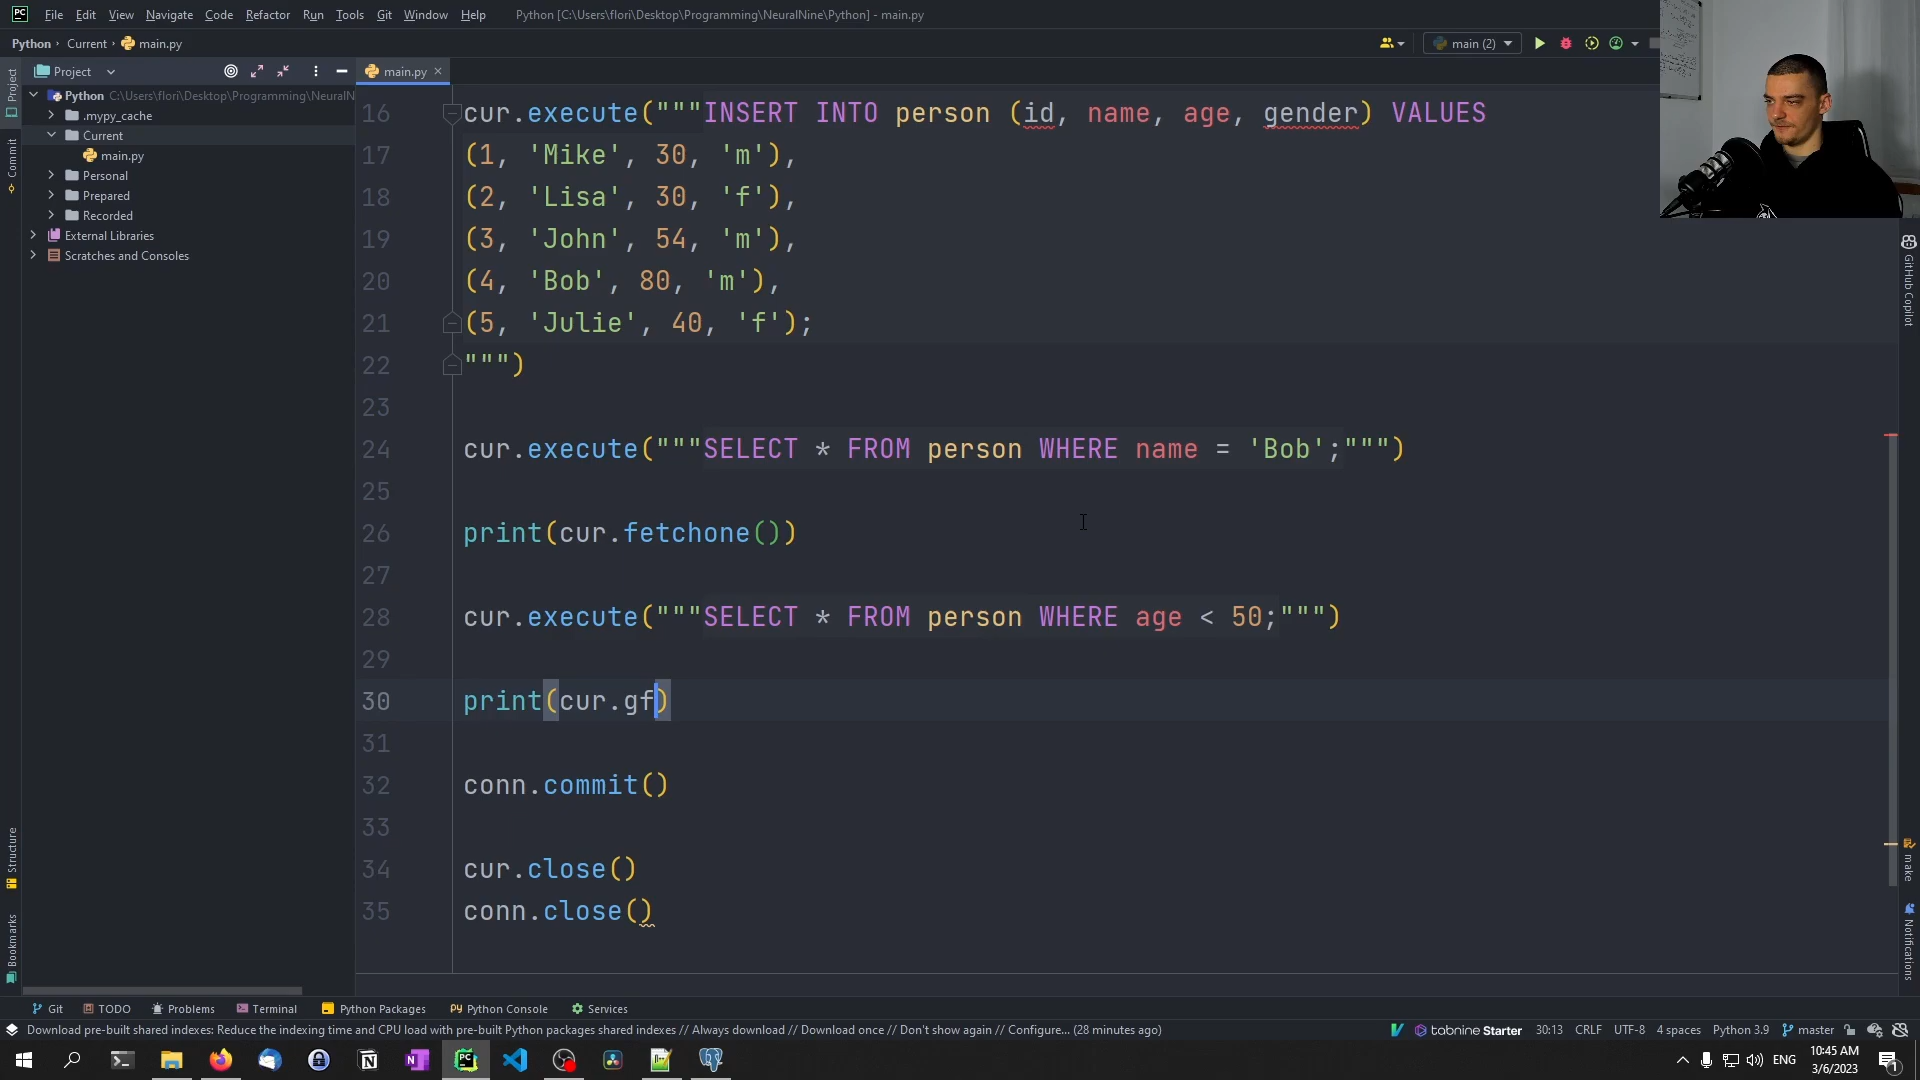 PC File Edit View Navigate Code Refactor Run Tools Git Window Help Python [C:\Users\flori\Desktop\Programming\NeuralNine\Python] - main.py
Python Current main.py main (2)
Project main.py
Project
Commit
Python C:\Users\flori\Desktop\Programming\NeuralN
.mypy_cache
Current
main.py
Personal
Prepared
Recorded
External Libraries
Scratches and Consoles
16 cur.execute("""INSERT INTO person (id, name, age, gender) VALUES
17 (1, 'Mike', 30, 'm'),
18 (2, 'Lisa', 30, 'f'),
19 (3, 'John', 54, 'm'),
20 (4, 'Bob', 80, 'm'),
21 (5, 'Julie', 40, 'f');
22 """)
23
24 cur.execute("""SELECT * FROM person WHERE name = 'Bob';""")
25
26 print(cur.fetchone())
27
28 cur.execute("""SELECT * FROM person WHERE age < 50;""")
29
30 print(cur.gf)
31
32 conn.commit()
33
34 cur.close()
35 conn.close()
GitHub Copilot
make
Notifications
Structure
Bookmarks
Git TODO Problems Terminal Python Packages Python Console Services
Download pre-built shared indexes: Reduce the indexing time and CPU load with pre-built Python packages shared indexes // Always download // Download once // Don't show again // Configure... (28 minutes ago) tabnine Starter 30:13 CRLF UTF-8 4 spaces Python 3.9 master
ENG 10:45 AM
3/6/2023
1